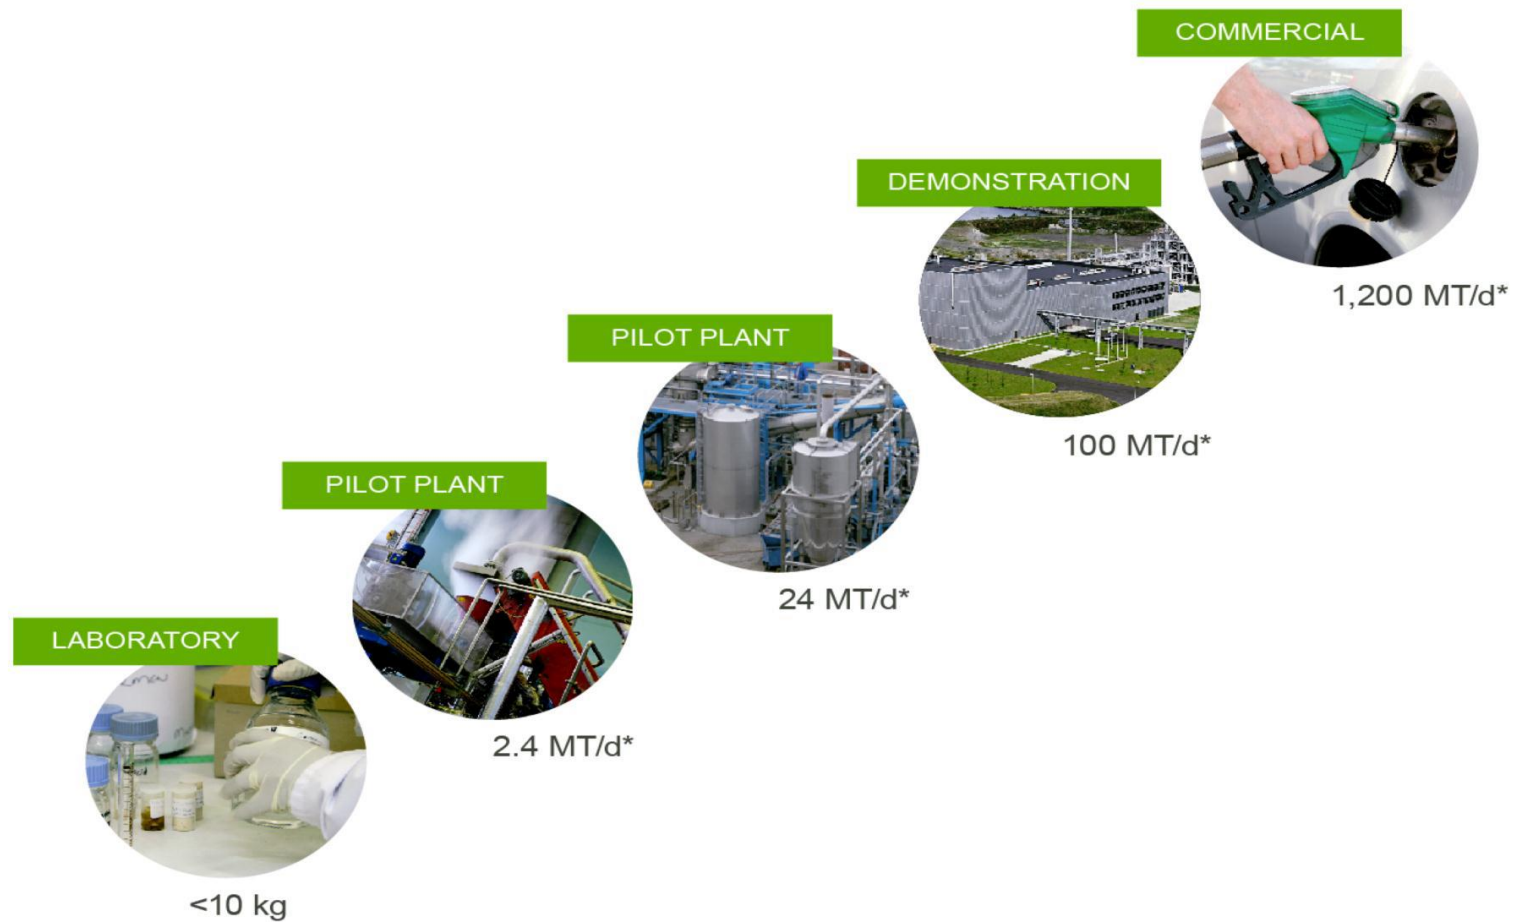 COMMERCIAL
1,200 MT/d*
DEMONSTRATION
100 MT/d*
PILOT PLANT
24 MT/d*
PILOT PLANT
2.4 MT/d*
LABORATORY
<10 kg